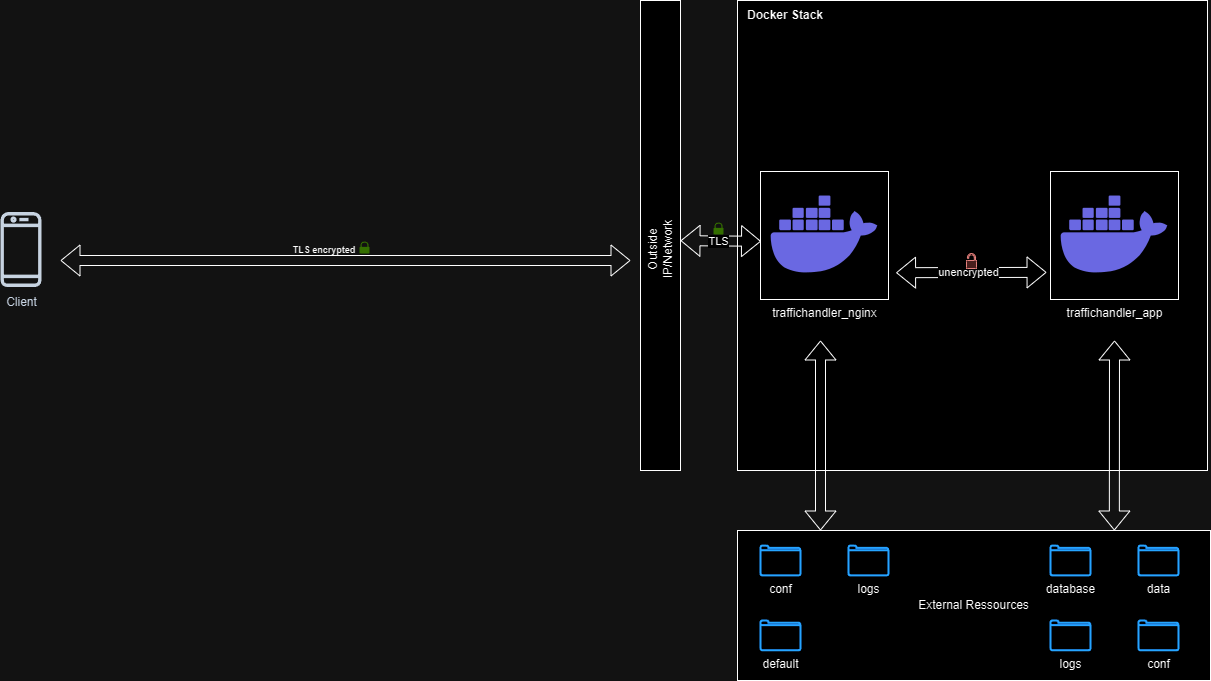 Docker Stack
TLS encrypted
Outside
IP/Network
TLS
unencrypted
Client
traffichandler_nginx
traffichandler_app
conf
logs
database
data
External Ressources
default
logs
conf